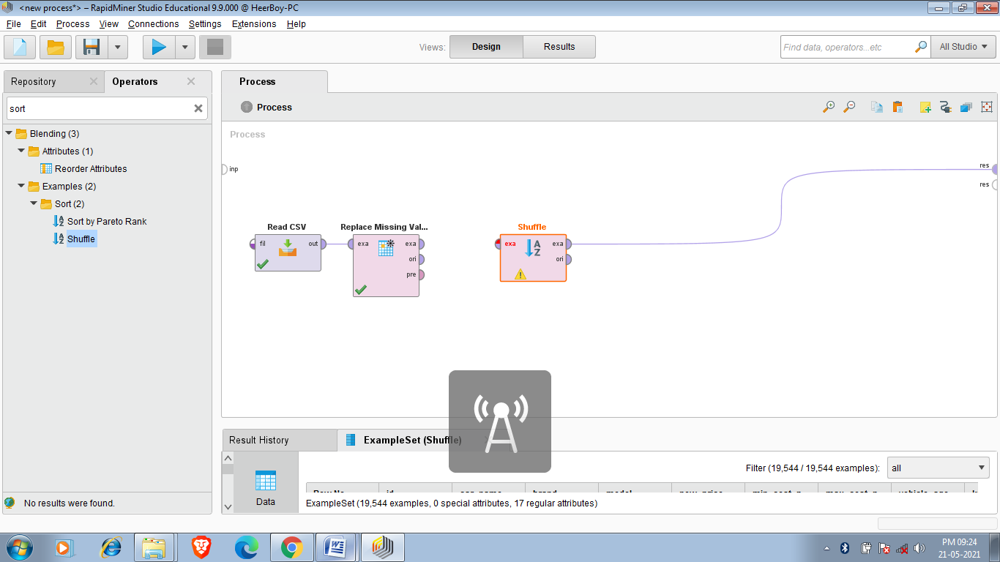 <new process*> – RapidMiner Studio Educational 9.9.000 @ HeerBoy-PC
File Edit Process View Connections Settings Extensions Help
Views: Design Results
Find data, operators...etc
All Studio
Repository
Operators
Process
sort
Process
Blending (3)
Attributes (1)
Reorder Attributes
Examples (2)
Sort (2)
Sort by Pareto Rank
Shuffle
Process
inp
res
res
Read CSV
fil
out
Replace Missing Val...
exa
exa
ori
pre
Shuffle
exa
exa
ori
A
Z
Result History
ExampleSet (Shuffle)
Filter (19,544 / 19,544 examples):
all
Data
ExampleSet (19,544 examples, 0 special attributes, 17 regular attributes)
No results were found.
PM 09:24
21-05-2021